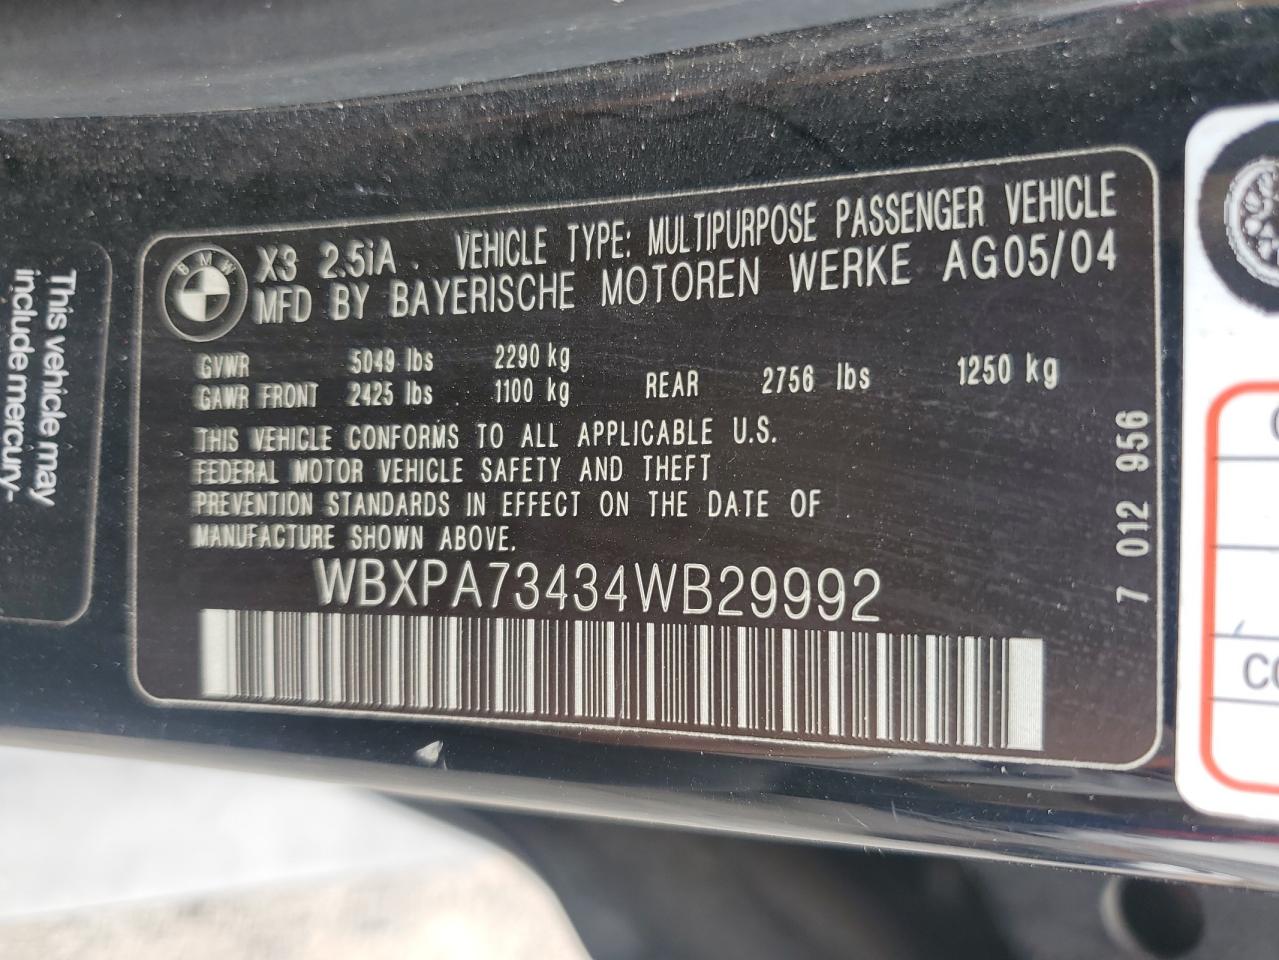 BMW
X3 2.5iA . VEHICLE TYPE: MULTIPURPOSE PASSENGER VEHICLE
MFD BY BAYERISCHE MOTOREN WERKE AG05/04
GVWR 5049 lbs 2290 kg
GAWR FRONT 2425 lbs 1100 kg REAR 2756 lbs 1250 kg
THIS VEHICLE CONFORMS TO ALL APPLICABLE U.S.
FEDERAL MOTOR VEHICLE SAFETY AND THEFT
PREVENTION STANDARDS IN EFFECT ON THE DATE OF
MANUFACTURE SHOWN ABOVE.
WBXPA73434WB29992
7 012 956
This vehicle may
include mercury-